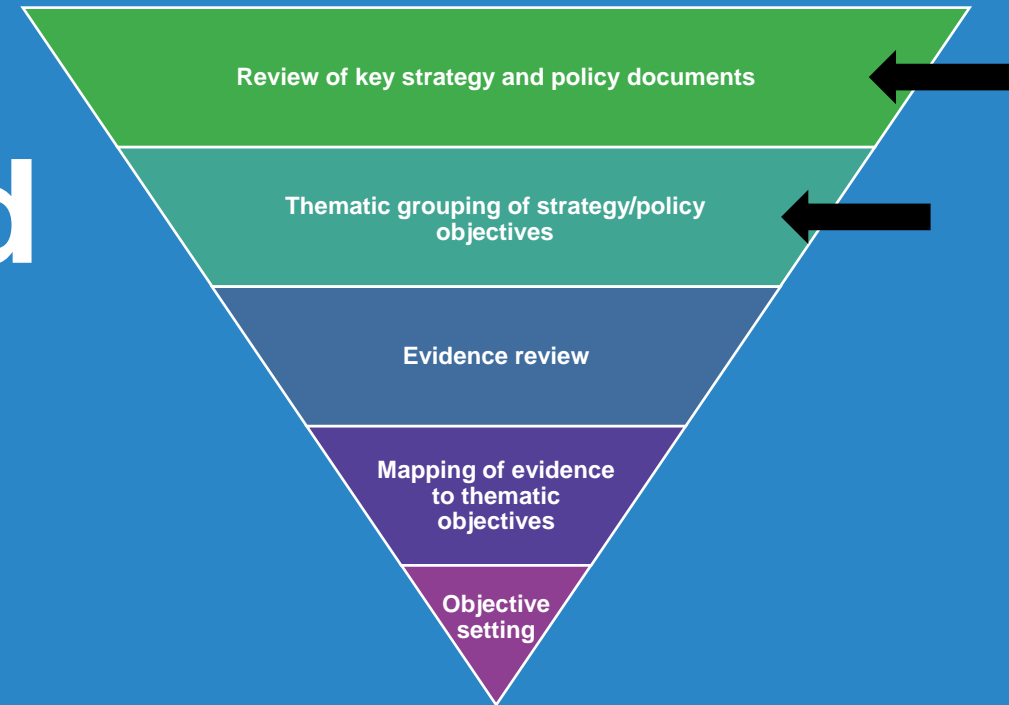 Review of key strategy and policy documents
d
Thematic grouping of strategy/policy
objectives
Evidence review
Mapping of evidence
to thematic
objectives
Objective
setting